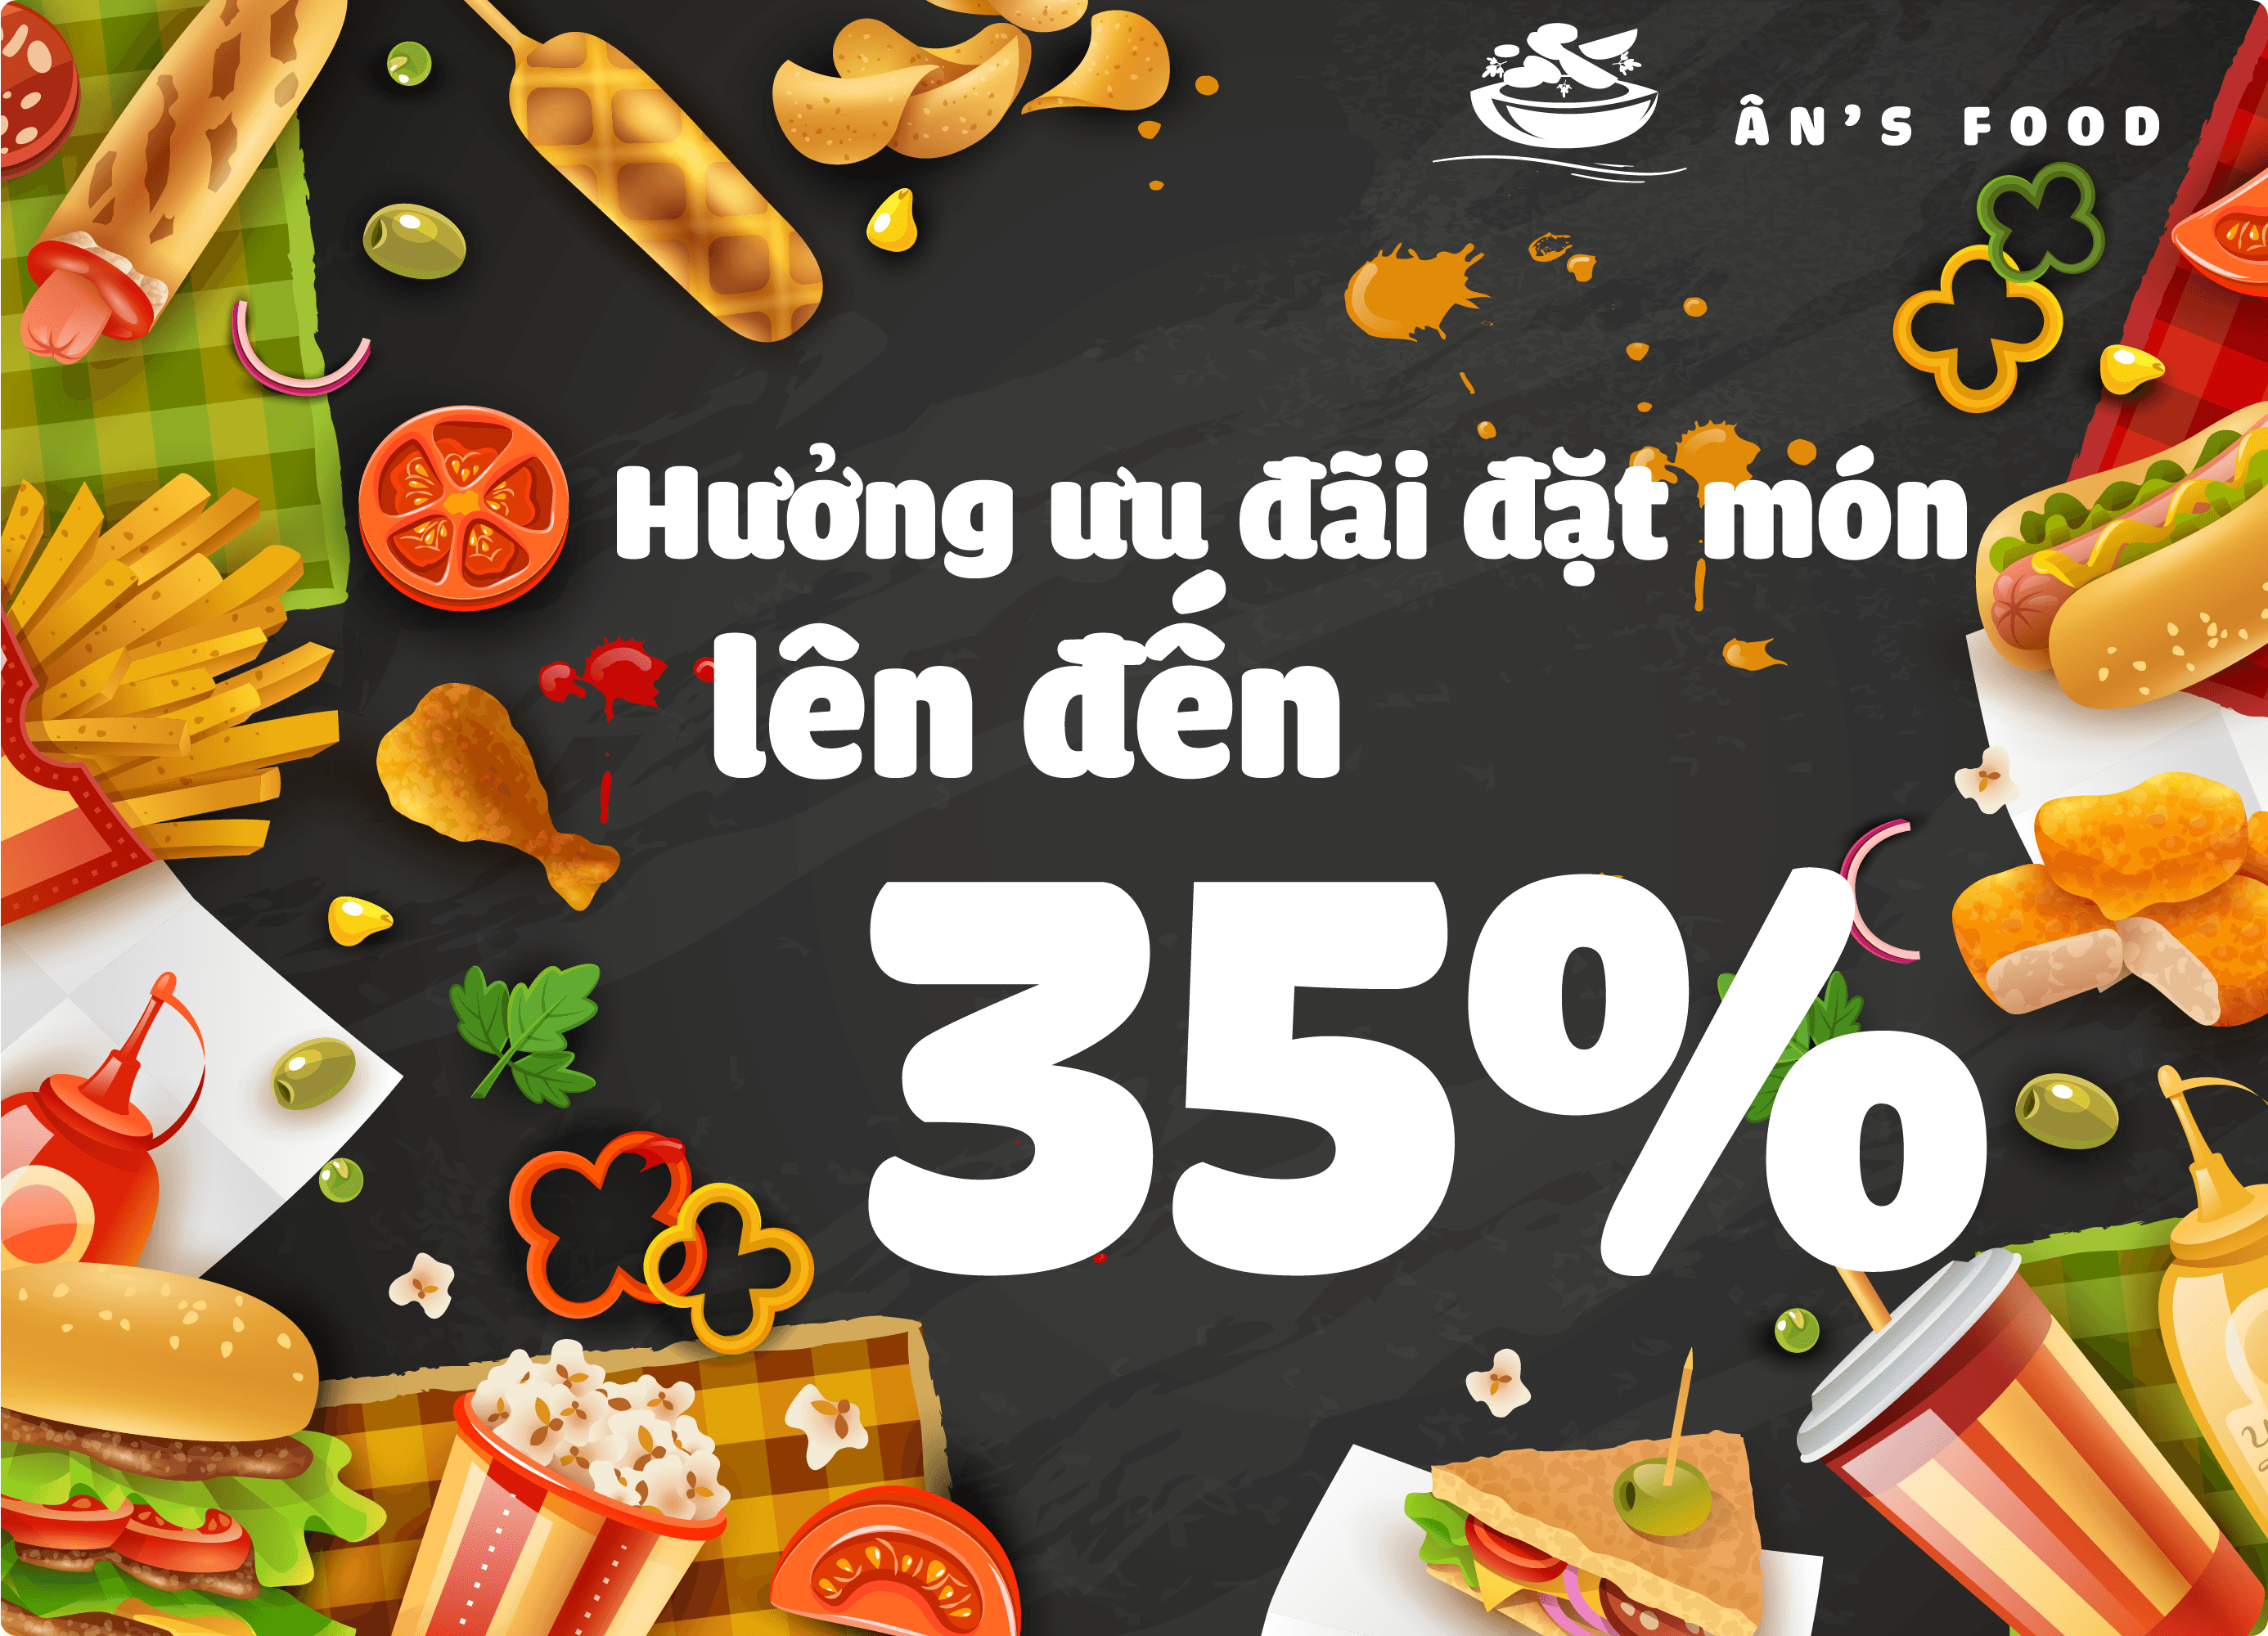 ÂN'S FOOD
Hưởng ưu đãi đặt món
lên đến
35%